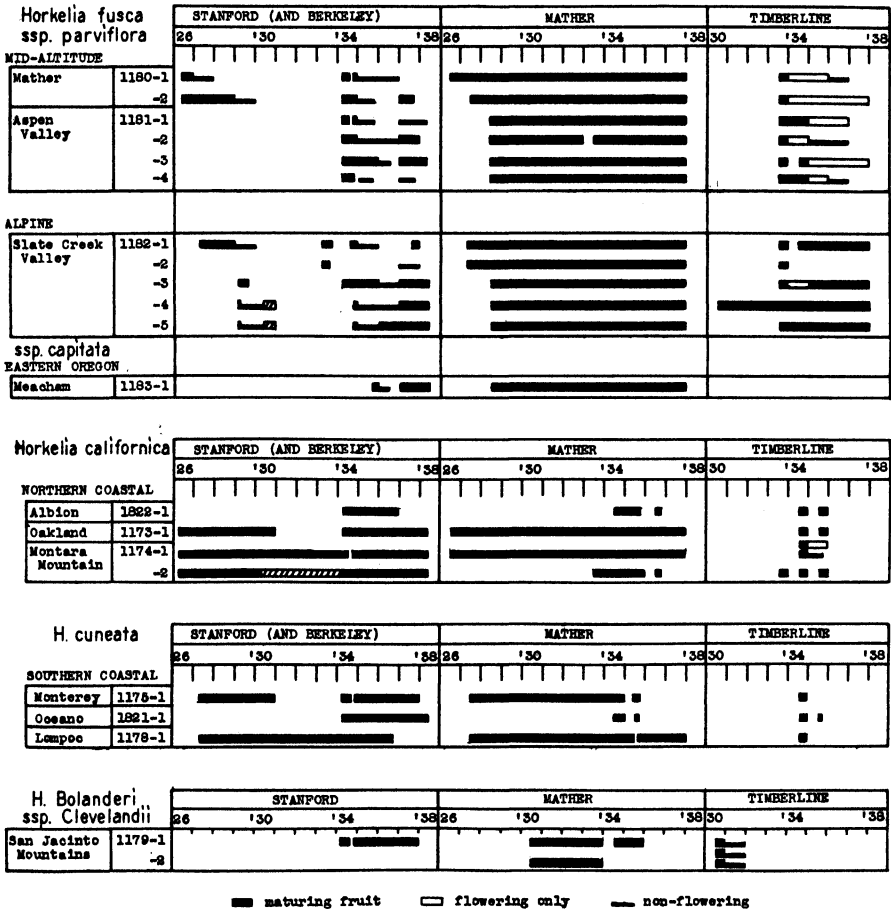 Horkelia fusca STANFORD (AND BERKELEY) MATHER TIMBERLINE
ssp. parviflora 26 '30 '34 '38 26 '30 '34 '38 30 '34 '38
MID-ALTITUDE
Mather 1180-1
-2
Aspen 1181-1
Valley -2
-3
-4
ALPINE
Slate Creek 1182-1
Valley -2
-3
-4
-5
ssp. capitata
EASTERN OREGON
Meacham 1183-1
Horkelia californica STANFORD (AND BERKELEY) MATHER TIMBERLINE
26 '30 '34 '38 26 '30 '34 '38 30 '34 '38
NORTHERN COASTAL
Albion 1822-1
Oakland 1173-1
Montara 1174-1
Mountain -2
H. cuneata STANFORD (AND BERKELEY) MATHER TIMBERLINE
26 '30 '34 '38 26 '30 '34 '38 30 '34 '38
SOUTHERN COASTAL
Monterey 1175-1
Oceano 1821-1
Lompoc 1178-1
H. Bolanderi STANFORD MATHER TIMBERLINE
ssp. Clevelandii 26 '30 '34 '38 26 '30 '34 '38 30 '34 '38
San Jacinto 1179-1
Mountains -2
maturing fruit flowering only non-flowering